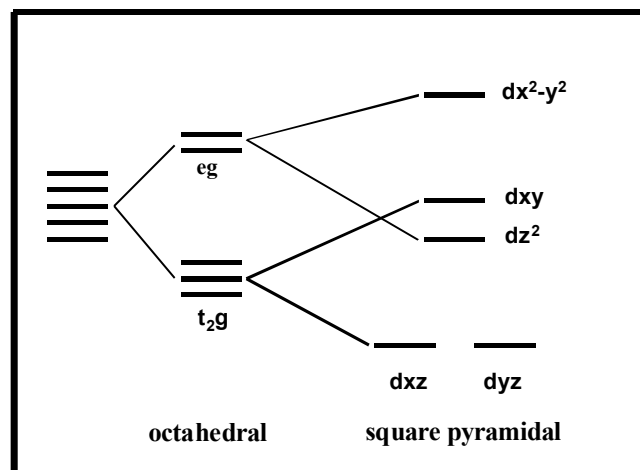 dx²-y²
eg
dxy
dz²
t₂g
dxz dyz
octahedral square pyramidal